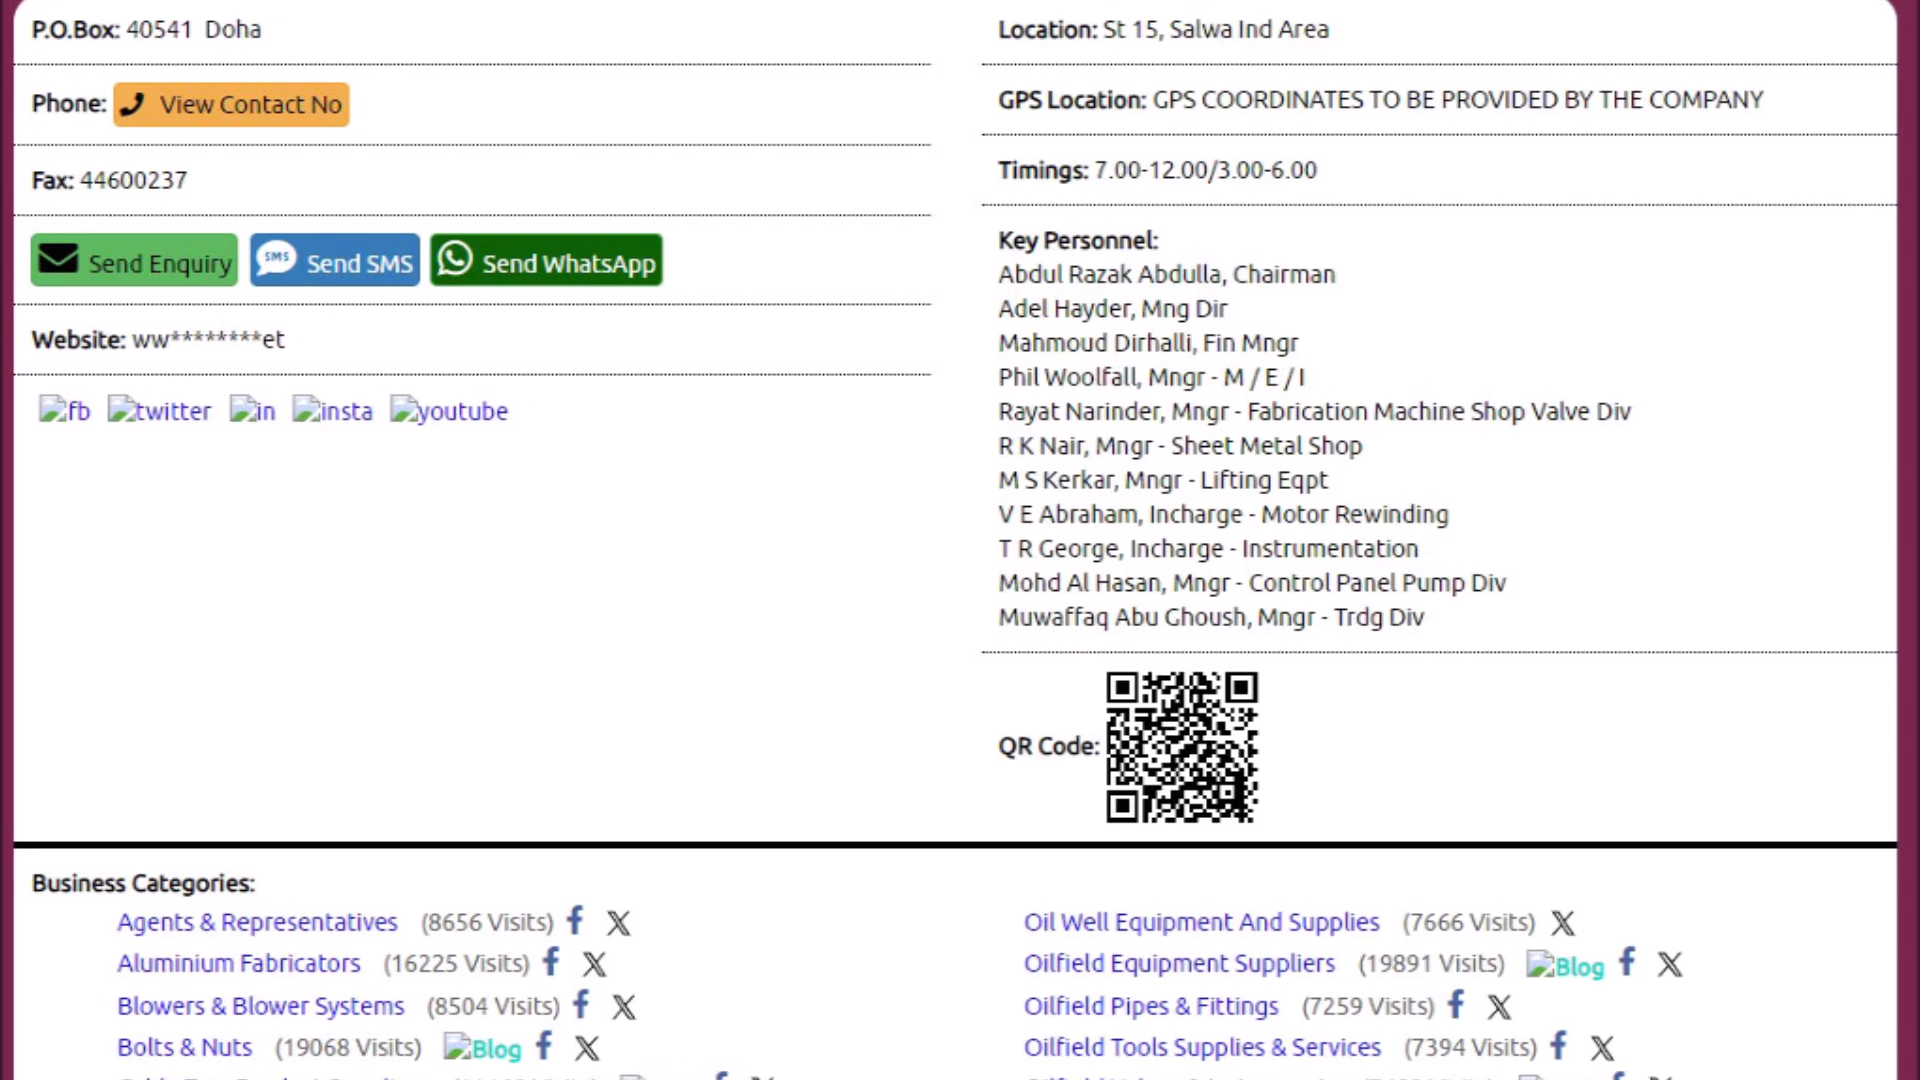 P.O.Box: 40541 Doha
Phone: View Contact No
Fax: 44600237
Send Enquiry SMS Send SMS Send WhatsApp
Website: ww********et
fb twitter in insta youtube
Location: St 15, Salwa Ind Area
GPS Location: GPS COORDINATES TO BE PROVIDED BY THE COMPANY
Timings: 7.00-12.00/3.00-6.00
Key Personnel:
Abdul Razak Abdulla, Chairman
Adel Hayder, Mng Dir
Mahmoud Dirhalli, Fin Mngr
Phil Woolfall, Mngr - M / E / I
Rayat Narinder, Mngr - Fabrication Machine Shop Valve Div
R K Nair, Mngr - Sheet Metal Shop
M S Kerkar, Mngr - Lifting Eqpt
V E Abraham, Incharge - Motor Rewinding
T R George, Incharge - Instrumentation
Mohd Al Hasan, Mngr - Control Panel Pump Div
Muwaffaq Abu Ghoush, Mngr - Trdg Div
QR Code:
Business Categories:
Agents & Representatives (8656 Visits)
Aluminium Fabricators (16225 Visits)
Blowers & Blower Systems (8504 Visits)
Bolts & Nuts (19068 Visits) Blog
Oil Well Equipment And Supplies (7666 Visits)
Oilfield Equipment Suppliers (19891 Visits) Blog
Oilfield Pipes & Fittings (7259 Visits)
Oilfield Tools Supplies & Services (7394 Visits)